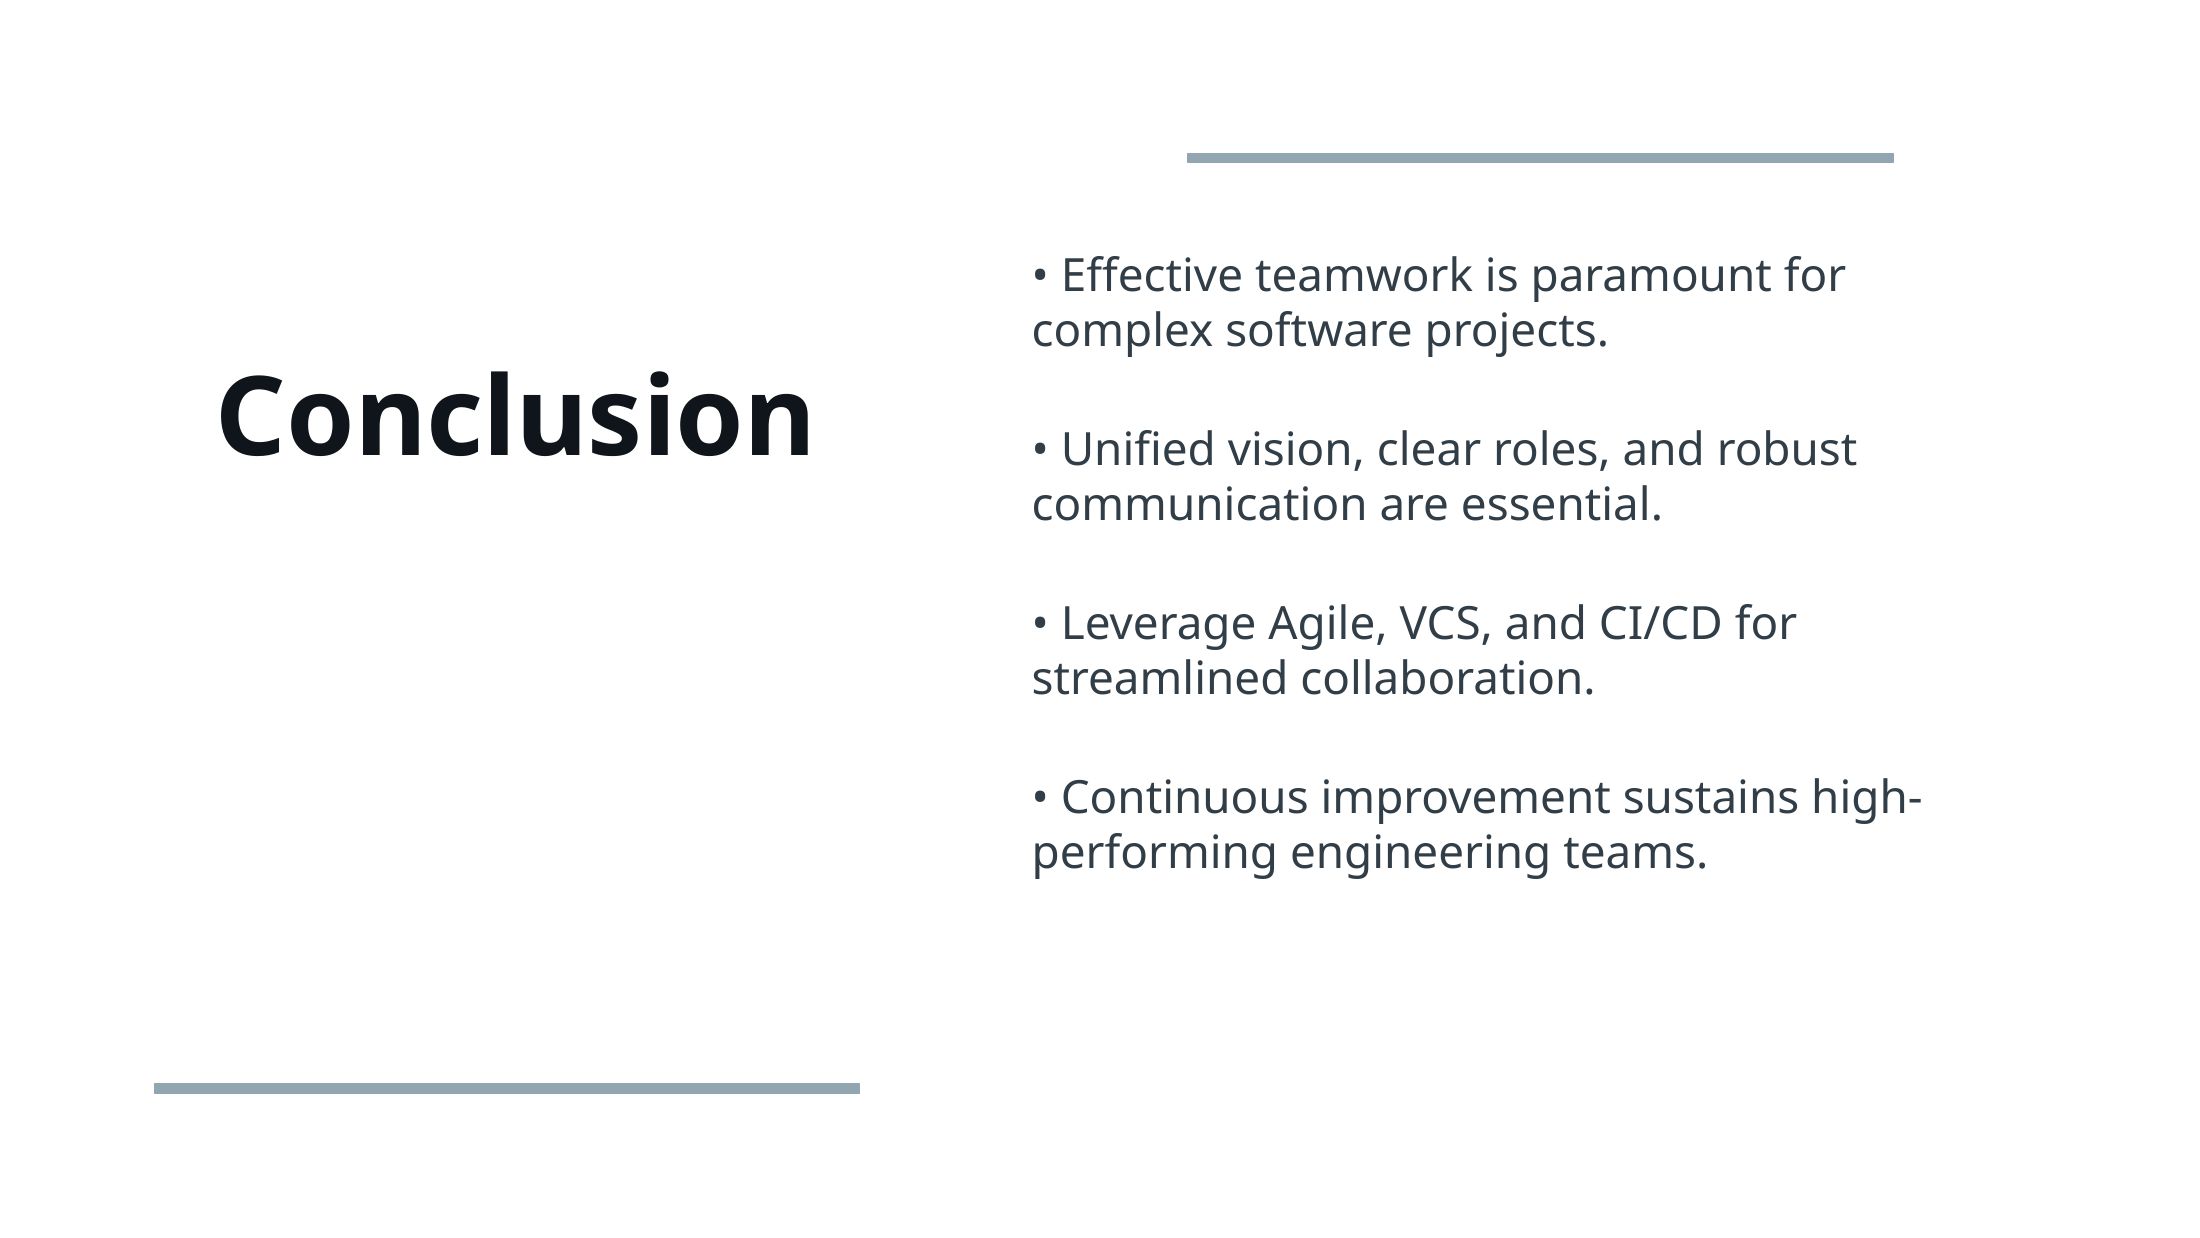 Conclusion
• Effective teamwork is paramount for
complex software projects.
• Unified vision, clear roles, and robust
communication are essential.
• Leverage Agile, VCS, and CI/CD for
streamlined collaboration.
• Continuous improvement sustains high-
performing engineering teams.